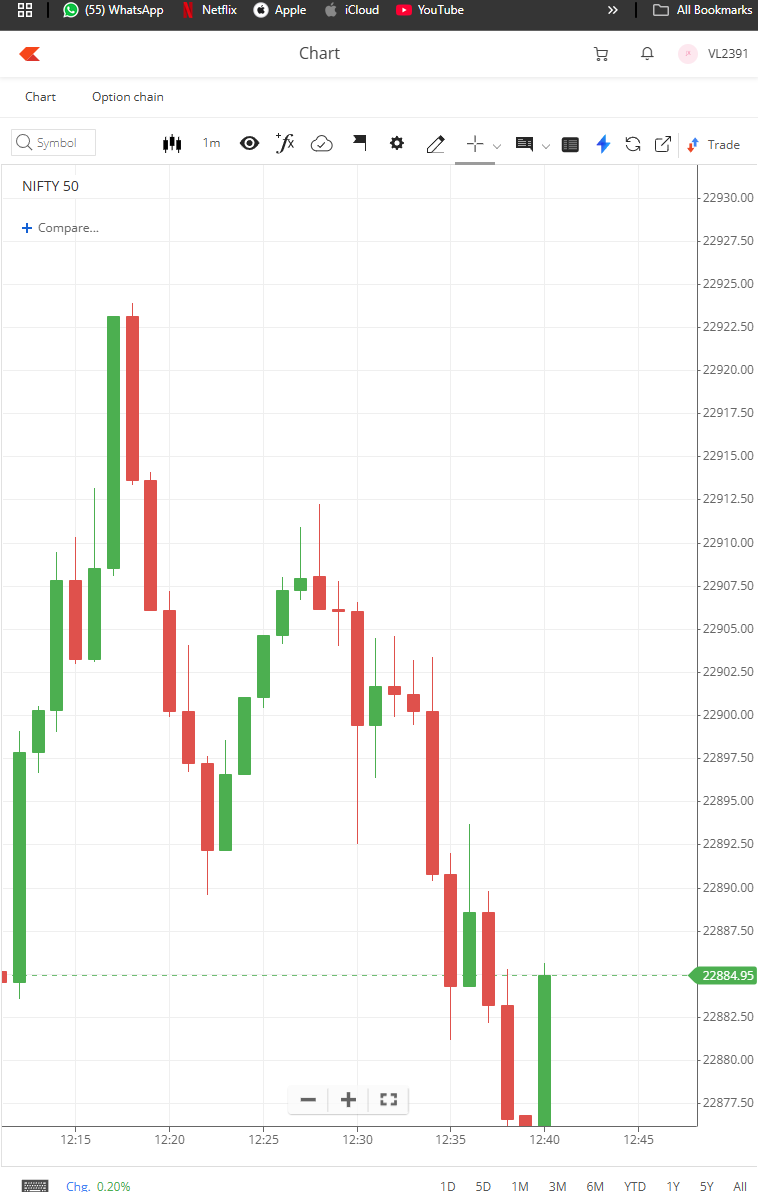 (55) WhatsApp Netflix Apple iCloud YouTube » All Bookmarks
Chart VL2391
Chart Option chain
Symbol 1m fx Trade
NIFTY 50
+ Compare...
22930.00
22927.50
22925.00
22922.50
22920.00
22917.50
22915.00
22912.50
22910.00
22907.50
22905.00
22902.50
22900.00
22897.50
22895.00
22892.50
22890.00
22887.50
22884.95
22882.50
22880.00
22877.50
12:15 12:20 12:25 12:30 12:35 12:40 12:45
Chg. 0.20% 1D 5D 1M 3M 6M YTD 1Y 5Y All